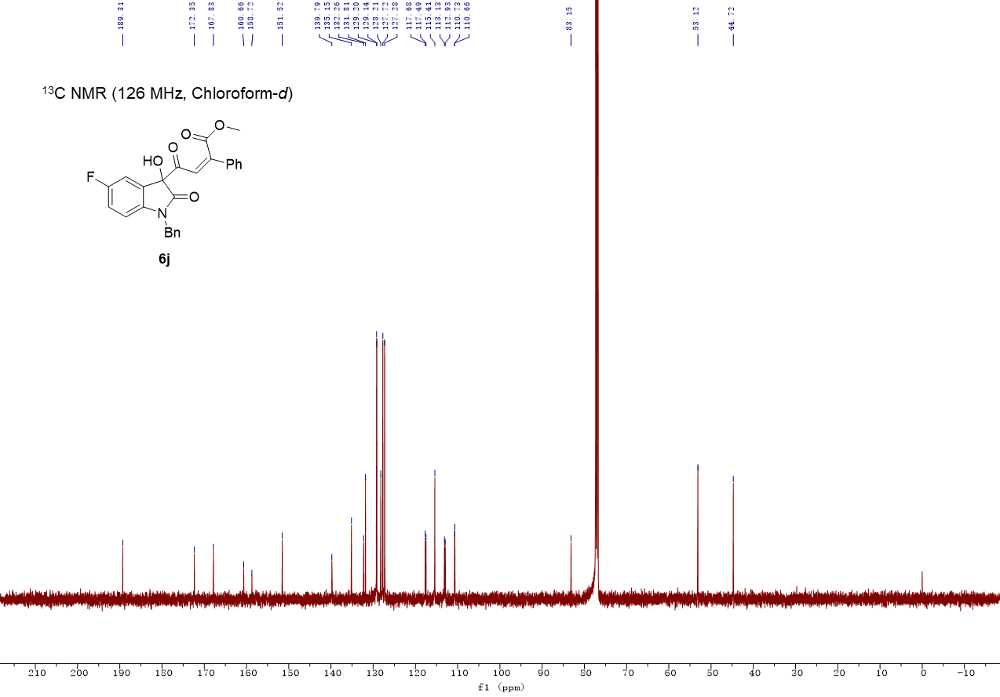 189.31
172.35
167.83
160.66
158.72
151.52
139.79
135.15
132.26
131.81
129.20
129.14
128.21
127.72
127.28
117.68
117.49
115.41
113.13
112.93
110.73
110.66
83.15
53.12
44.72
13C NMR (126 MHz, Chloroform-d)
O
O
O
HO
Ph
F
O
N
Bn
6j
210 200 190 180 170 160 150 140 130 120 110 100 90 80 70 60 50 40 30 20 10 0 -10
f1 (ppm)